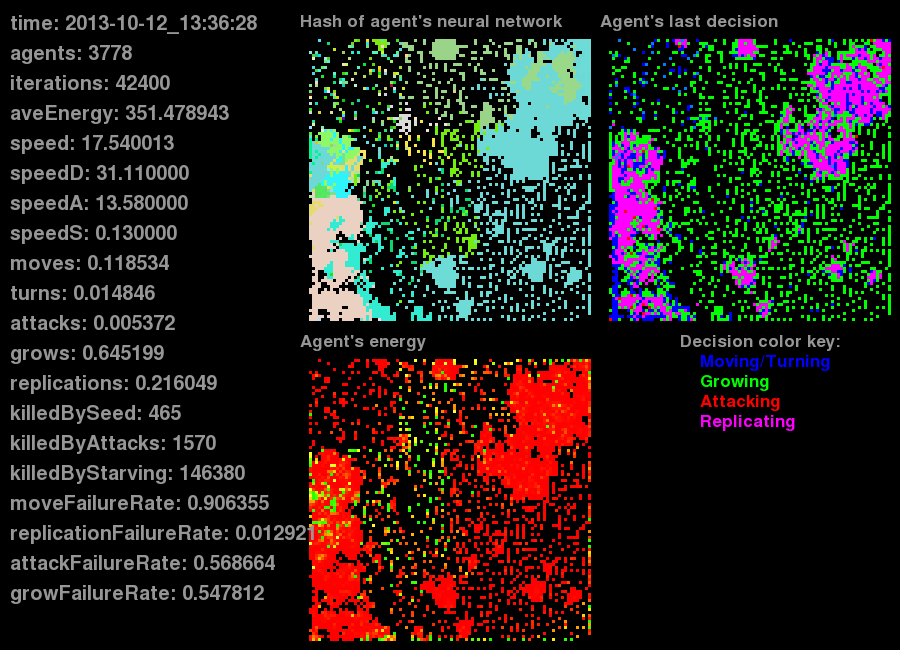 time: 2013-10-12_13:36:28
agents: 3778
iterations: 42400
aveEnergy: 351.478943
speed: 17.540013
speedD: 31.110000
speedA: 13.580000
speedS: 0.130000
moves: 0.118534
turns: 0.014846
attacks: 0.005372
grows: 0.645199
replications: 0.216049
killedBySeed: 465
killedByAttacks: 1570
killedByStarving: 146380
moveFailureRate: 0.906355
replicationFailureRate: 0.012921
attackFailureRate: 0.568664
growFailureRate: 0.547812
Hash of agent's neural network
Agent's last decision
Agent's energy
Decision color key:
Moving/Turning
Growing
Attacking
Replicating